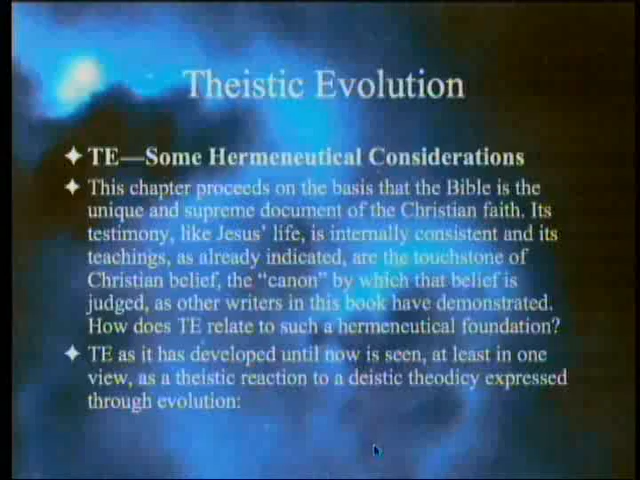 Theistic Evolution
TE—Some Hermeneutical Considerations
This chapter proceeds on the basis that the Bible is the
unique and supreme document of the Christian faith. Its
testimony, like Jesus' life, is internally consistent and its
teachings, as already indicated, are the touchstone of
Christian belief, the “canon” by which that belief is
judged, as other writers in this book have demonstrated.
How does TE relate to such a hermeneutical foundation?
TE as it has developed until now is seen, at least in one
view, as a theistic reaction to a deistic theodicy expressed
through evolution: